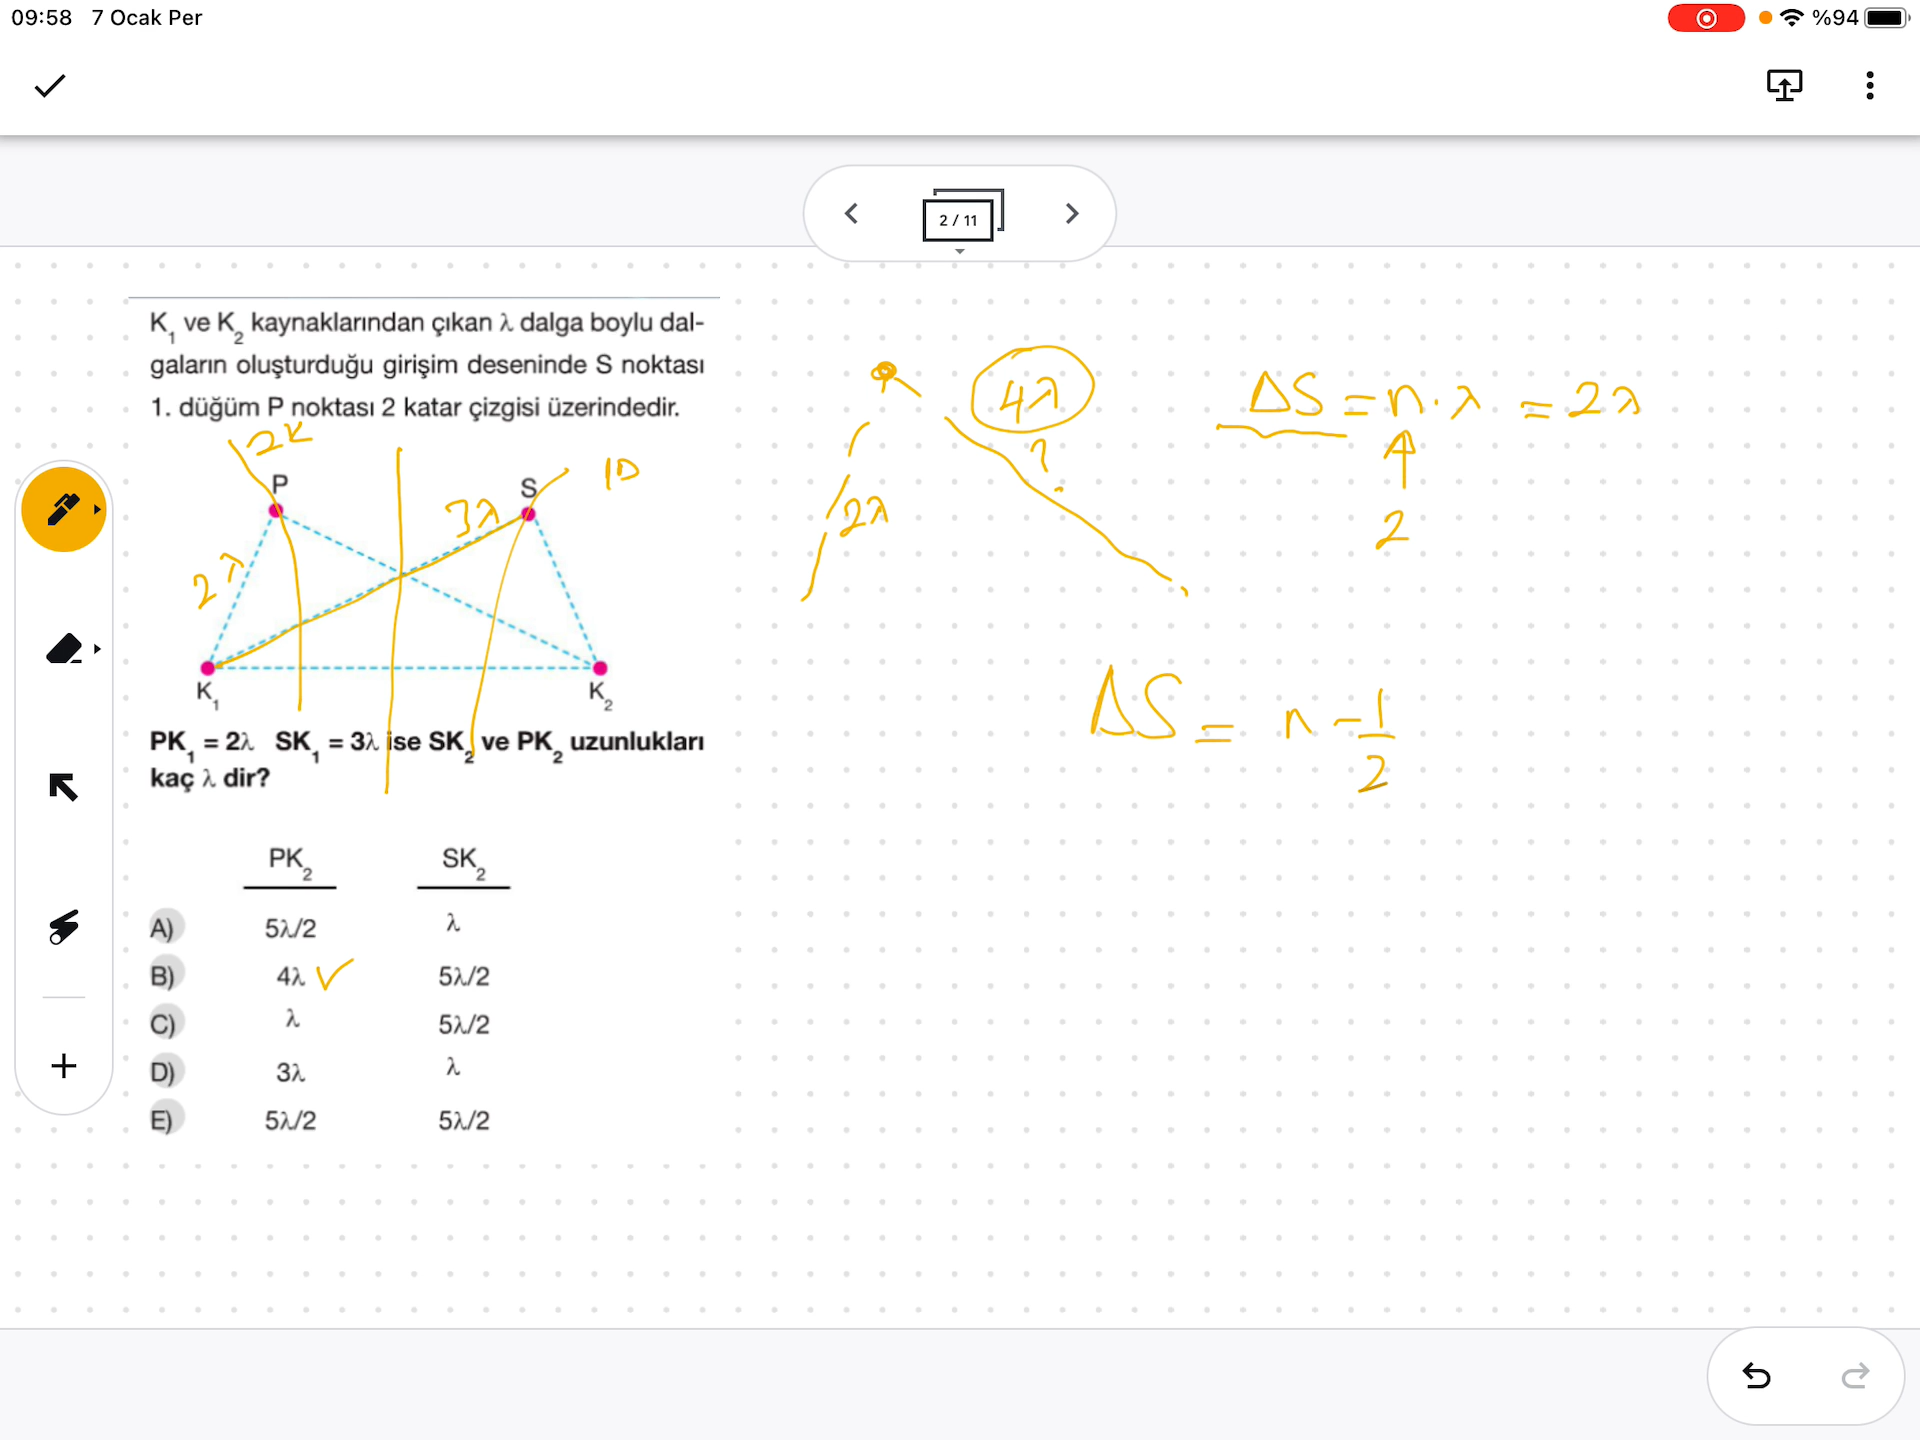 09:58 7 Ocak Per
%94
2 / 11
K1 ve K2 kaynaklarından çıkan λ dalga boylu dal-
gaların oluşturduğu girişim deseninde S noktası
1. düğüm P noktası 2 katar çizgisi üzerindedir.
2K
P
S
1D
3λ
2λ
K1
K2
PK1 = 2λ SK1 = 3λ ise SK2 ve PK2 uzunlukları
kaç λ dir?
PK2 SK2
A) 5λ/2 λ
B) 4λ ✓ 5λ/2
C) λ 5λ/2
D) 3λ λ
E) 5λ/2 5λ/2
4λ
?
2λ
ΔS = n.λ = 2λ
2
ΔS = n - 1/2